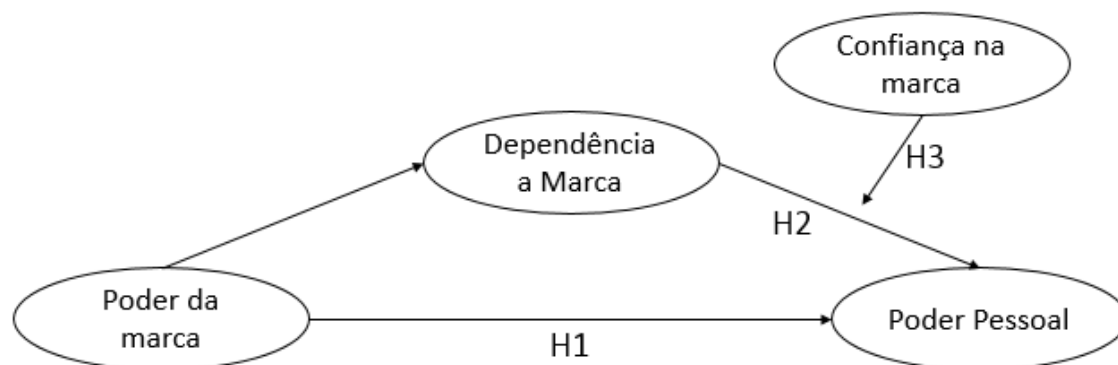 Confiança na
marca
Dependência
a Marca
H3
H2
Poder da
marca
Poder Pessoal
H1